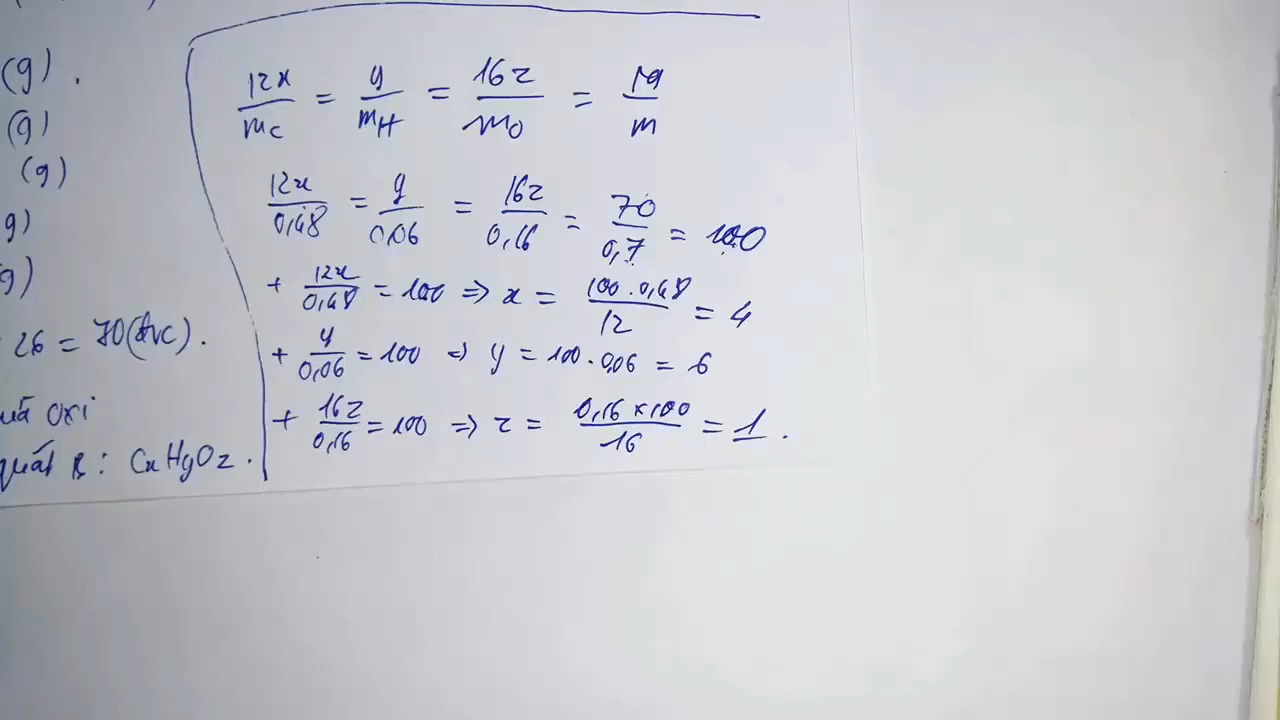 (g).
(g)
(g)
g)
g)
26 = 70 (đvc).
oxi
R : CxHyOz.
12x/mC = y/mH = 16z/mO = M/m
12x/0,48 = y/0,06 = 16z/0,16 = 70/0,7 = 100
+ 12x/0,48 = 100 => x = 100.0,48/12 = 4
+ y/0,06 = 100 => y = 100.0,06 = 6
+ 16z/0,16 = 100 => z = 0,16 x 100/16 = 1.